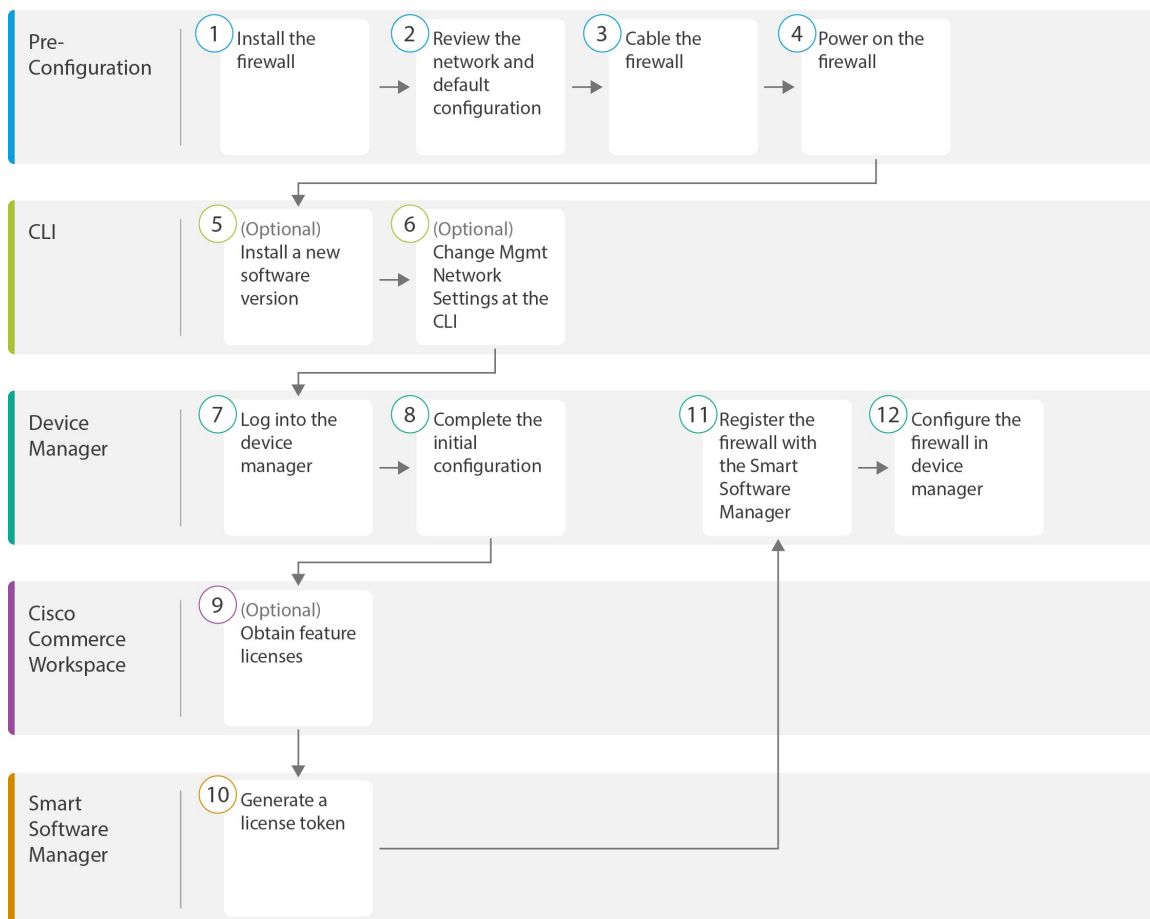 Pre-
Configuration
1
Install the
firewall
2
Review the
network and
default
configuration
3
Cable the
firewall
4
Power on the
firewall
CLI
5
(Optional)
Install a new
software
version
6
(Optional)
Change Mgmt
Network
Settings at the
CLI
Device
Manager
7
Log into the
device
manager
8
Complete the
initial
configuration
11
Register the
firewall with
the Smart
Software
Manager
12
Configure the
firewall in
device
manager
Cisco
Commerce
Workspace
9
(Optional)
Obtain feature
licenses
Smart
Software
Manager
10
Generate a
license token